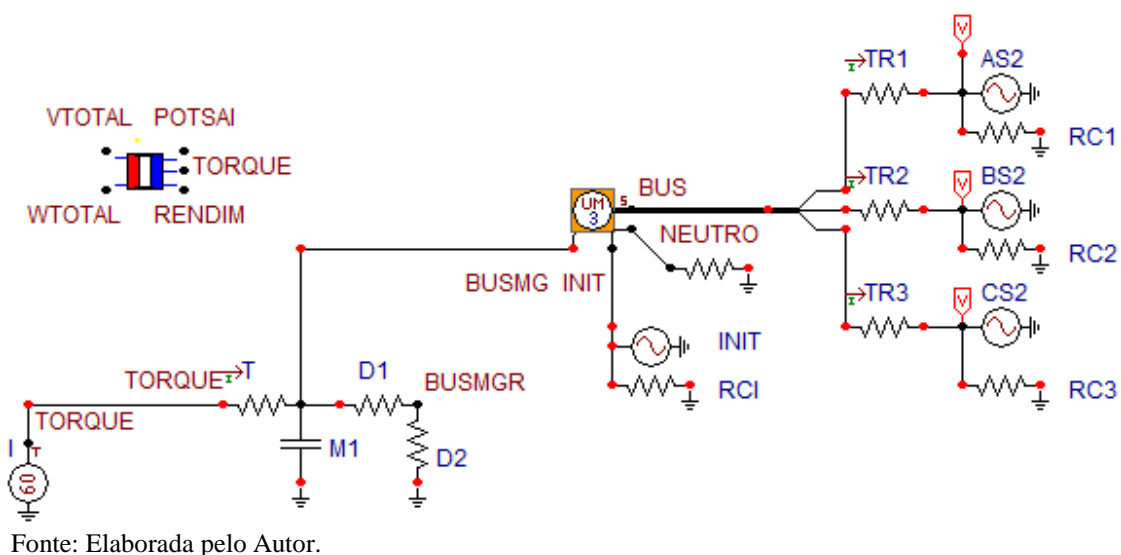 V
TR1 AS2
I
VTOTAL POTSAI
TORQUE
RC1
WTOTAL RENDIM
TR2 V BS2
I
UM 3 S BUS
NEUTRO
RC2
BUSMG INIT
TR3 V CS2
I
INIT
TORQUE T D1 BUSMGR
I
RCI
RC3
TORQUE
I T
M1 D2
60
Fonte: Elaborada pelo Autor.